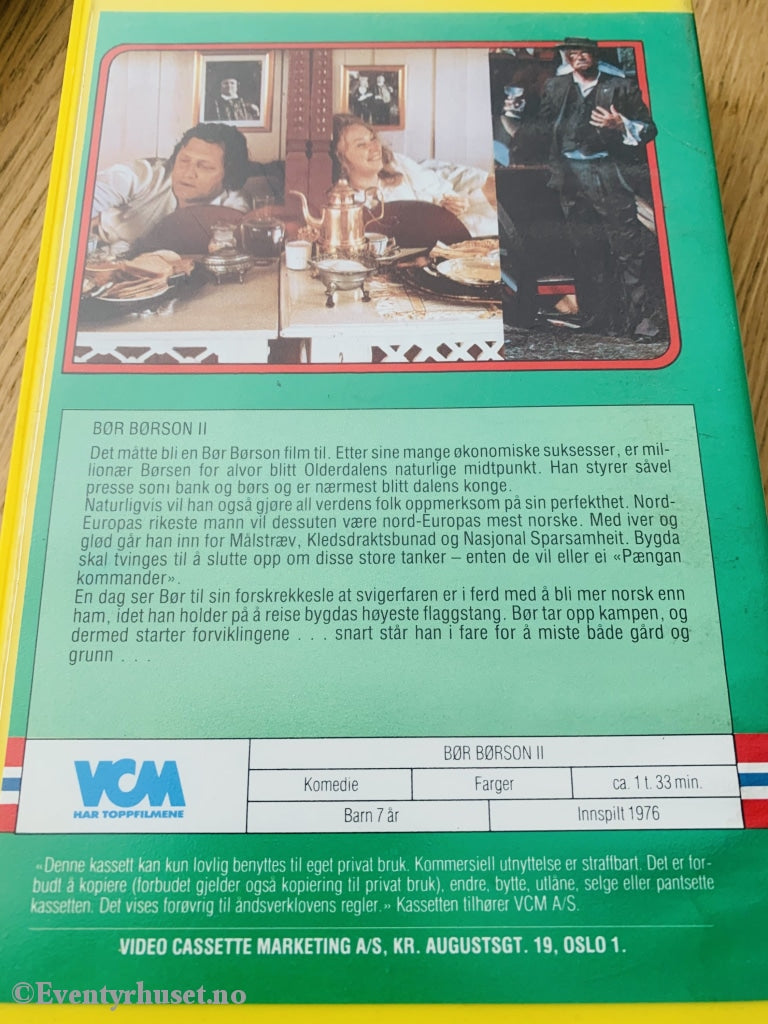 BØR BØRSON II
Det måtte bli en Bør Børson film til. Etter sine mange økonomiske suksesser, er mil-
lionær Børsen for alvor blitt Olderdalens naturlige midtpunkt. Han styrer såvel
presse som bank og børs og er nærmest blitt dalens konge.
Naturligvis vil han også gjøre all verdens folk oppmerksom på sin perfekthet. Nord-
Europas rikeste mann vil dessuten være nord-Europas mest norske. Med iver og
glød går han inn for Målstræv, Kledsdraktsbunad og Nasjonal Sparsamheit. Bygda
skal tvinges til å slutte opp om disse store tanker – enten de vil eller ei «Pængan
kommander».
En dag ser Bør til sin forskrekkesle at svigerfaren er i ferd med å bli mer norsk enn
ham, idet han holder på å reise bygdas høyeste flaggstang. Bør tar opp kampen, og
dermed starter forviklingene . . . snart står han i fare for å miste både gård og
grunn . . .
VCM
HAR TOPPFILMENE
BØR BØRSON II
Komedie Farger ca. 1 t. 33 min.
Barn 7 år Innspilt 1976
«Denne kassett kan kun lovlig benyttes til eget privat bruk. Kommersiell utnyttelse er straffbart. Det er for-
budt å kopiere (forbudet gjelder også kopiering til privat bruk), endre, bytte, utlåne, selge eller pantsette
kassetten. Det vises forøvrig til åndsverklovens regler.» Kassetten tilhører VCM A/S.
VIDEO CASSETTE MARKETING A/S, KR. AUGUSTSGT. 19, OSLO 1.
©Eventyrhuset.no